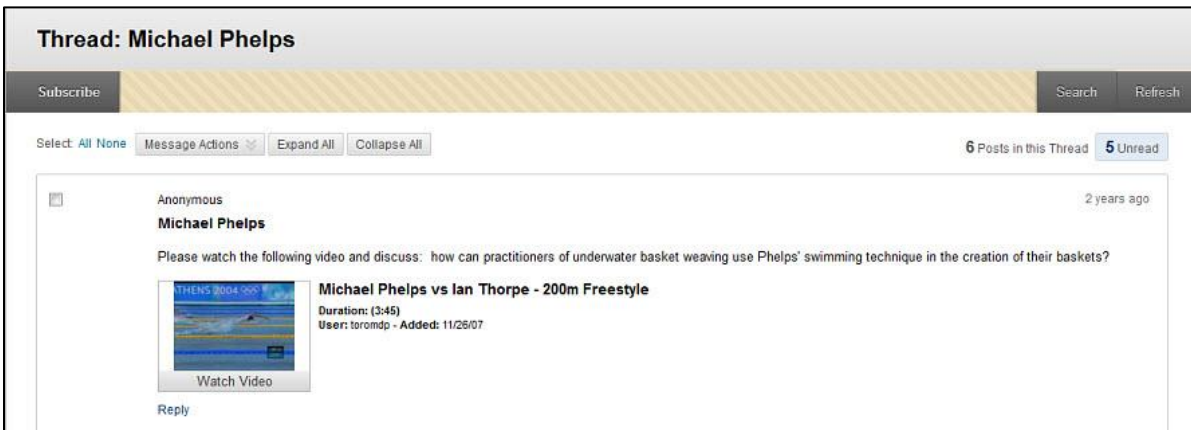 Thread: Michael Phelps
Subscribe
Search Refresh
Select: All None Message Actions Expand All Collapse All 6 Posts in this Thread 5 Unread
Anonymous 2 years ago
Michael Phelps
Please watch the following video and discuss: how can practitioners of underwater basket weaving use Phelps' swimming technique in the creation of their baskets?
ATHENS 2004
Michael Phelps vs Ian Thorpe - 200m Freestyle
Duration: (3:45)
User: toromdp - Added: 11/26/07
Watch Video
Reply